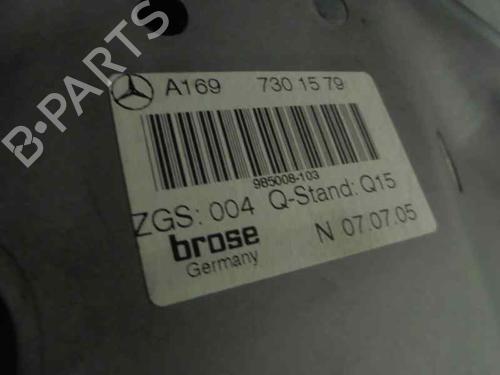 B-PARTS
A169 730 15 79
985008-103
ZGS: 004 Q-Stand: Q15
brose N 07.07.05
Germany